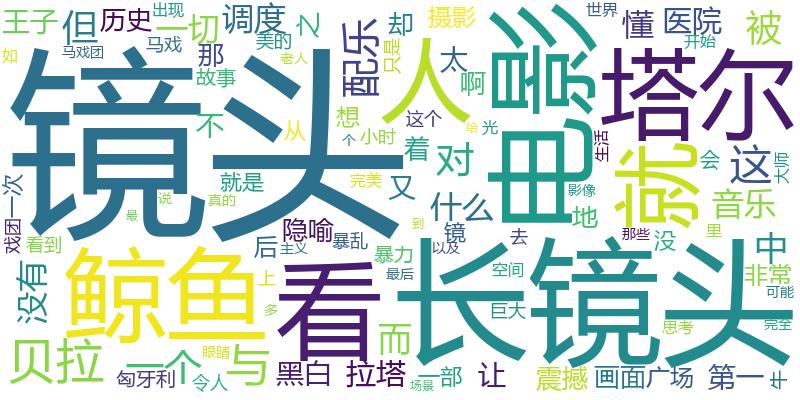 王子 但 历史 出现 一切 之 调度 美的 那 配乐 却 只是 摄影 太 懂 医院 世界 开始 被
如 马戏团 马戏 故事 老人 人 啊 电影 塔尔
镜头 不 从 想 这个 个 小时 给 光 生活 就 会 这 大师
一次 就是 说 真的 最 着 对 完美 又 什么 影像 地 音乐
戏团 看到 后 隐喻 主义 暴乱 到 镜 以及 去 那些 没 里 中
没有 鲸鱼 上 多 看 暴力 最后 长镜头 空间 巨大 非常 可能
贝拉 一个 与 眼睛 而 思考 完全
匈牙利 令人 黑白 拉塔 场景 一部 让 震撼 画面 广场 第一 牛